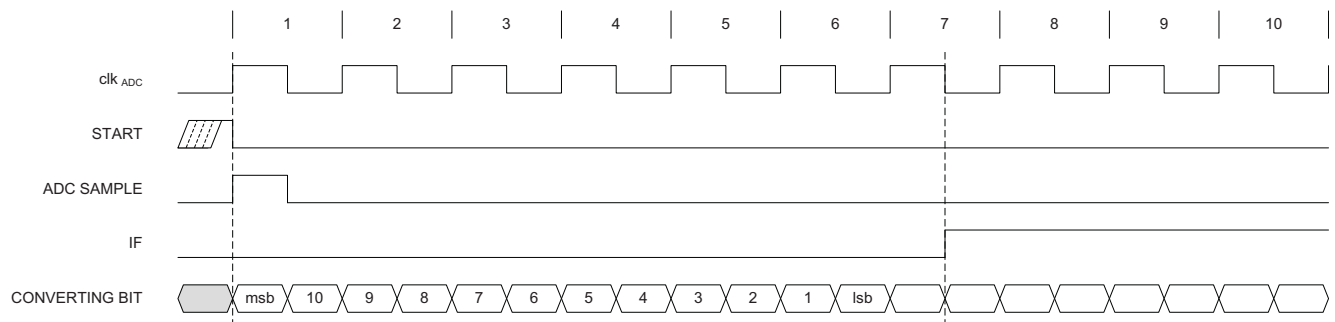 1 2 3 4 5 6 7 8 9 10
clk ADC
START
ADC SAMPLE
IF
CONVERTING BIT msb 10 9 8 7 6 5 4 3 2 1 lsb